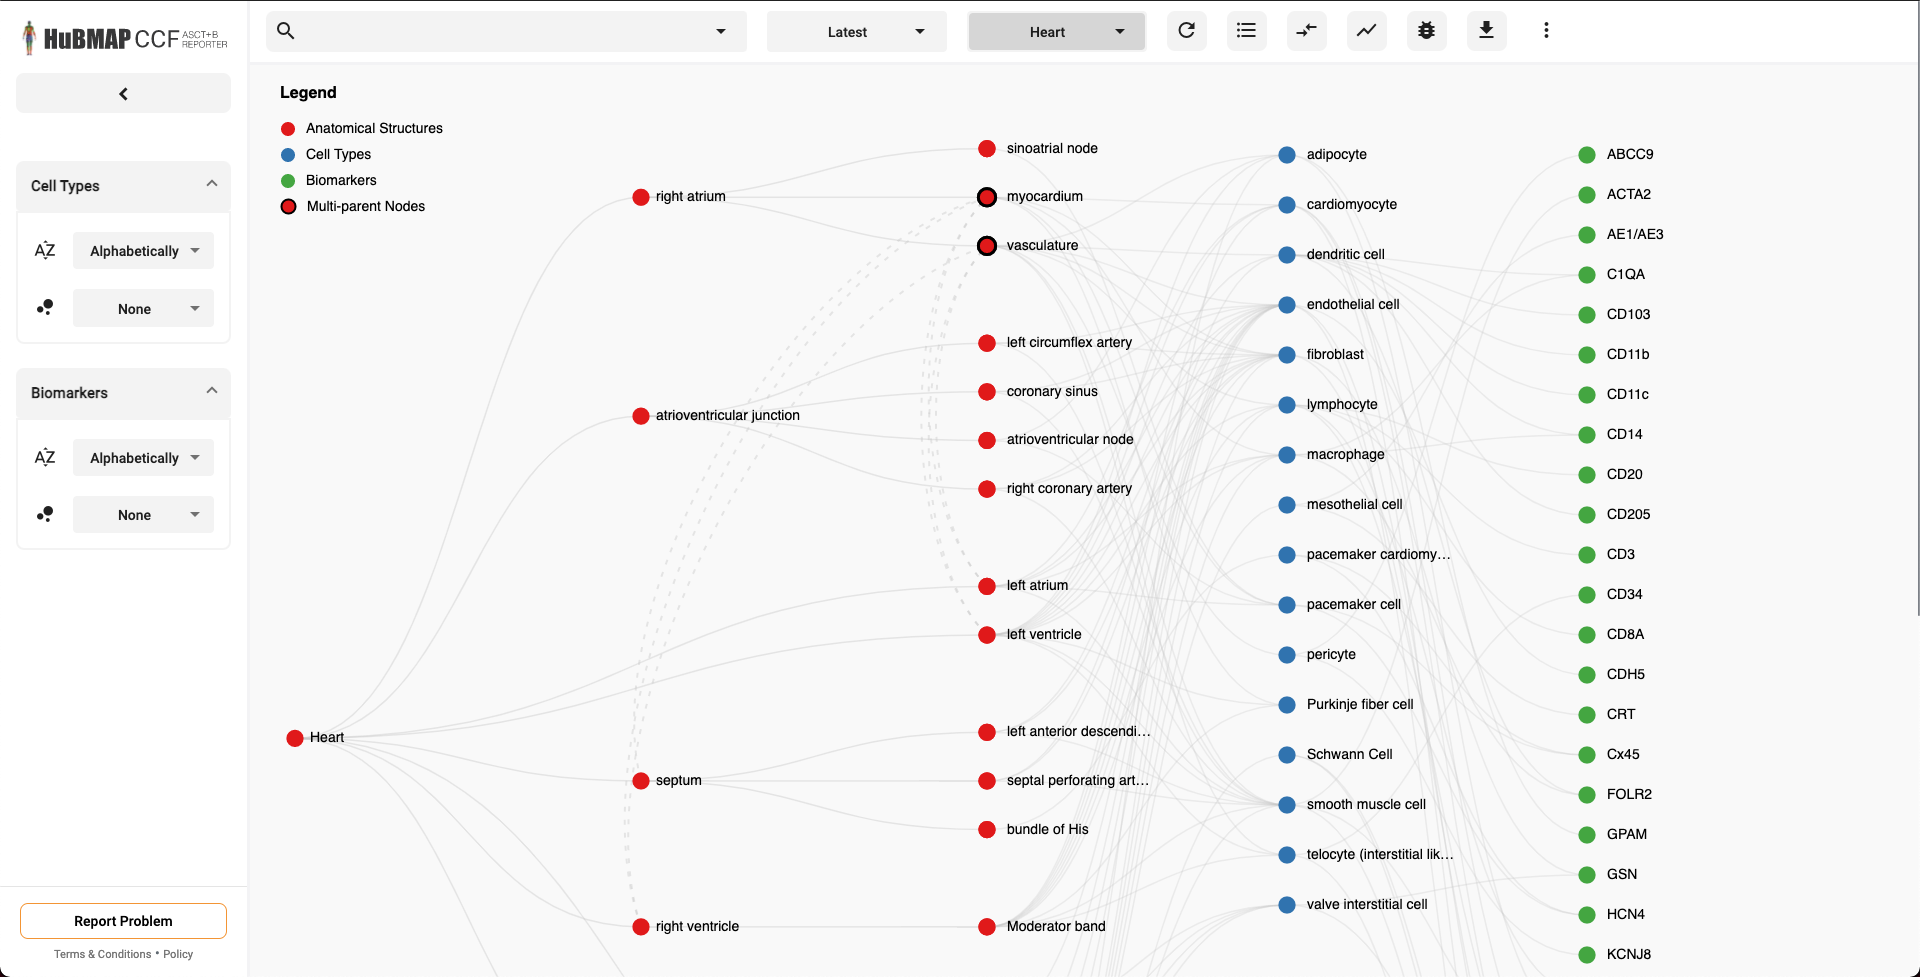 HuBMAP CCF ASCT+B REPORTER
Latest
Heart
Cell Types
AZ
Alphabetically
None
Biomarkers
AZ
Alphabetically
None
Report Problem
Terms & Conditions • Policy
Legend
Anatomical Structures
Cell Types
Biomarkers
Multi-parent Nodes
Heart
right atrium
atrioventricular junction
septum
right ventricle
sinoatrial node
myocardium
vasculature
left circumflex artery
coronary sinus
atrioventricular node
right coronary artery
left atrium
left ventricle
left anterior descendi…
septal perforating art…
bundle of His
Moderator band
adipocyte
cardiomyocyte
dendritic cell
endothelial cell
fibroblast
lymphocyte
macrophage
mesothelial cell
pacemaker cardiomy…
pacemaker cell
pericyte
Purkinje fiber cell
Schwann Cell
smooth muscle cell
telocyte (interstitial lik…
valve interstitial cell
ABCC9
ACTA2
AE1/AE3
C1QA
CD103
CD11b
CD11c
CD14
CD20
CD205
CD3
CD34
CD8A
CDH5
CRT
Cx45
FOLR2
GPAM
GSN
HCN4
KCNJ8